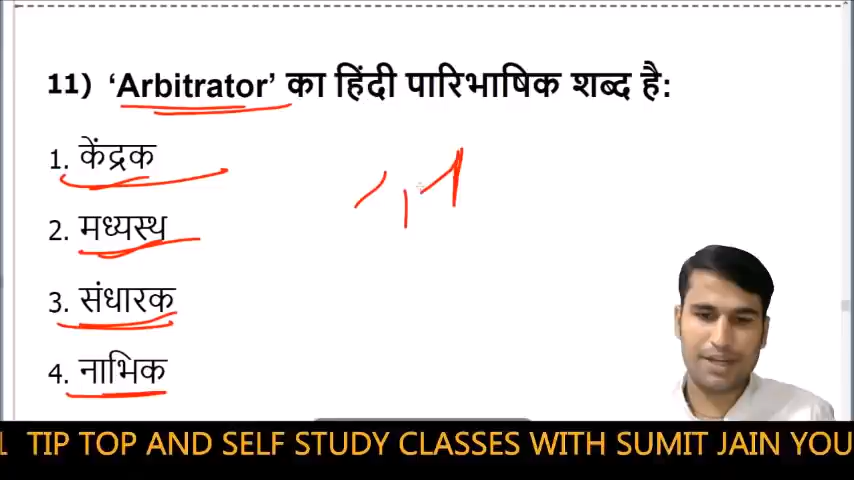 11) ‘Arbitrator’ का हिंदी पारिभाषिक शब्द है:
1. केंद्रक
2. मध्यस्थ
3. संधारक
4. नाभिक
TIP TOP AND SELF STUDY CLASSES WITH SUMIT JAIN YOU